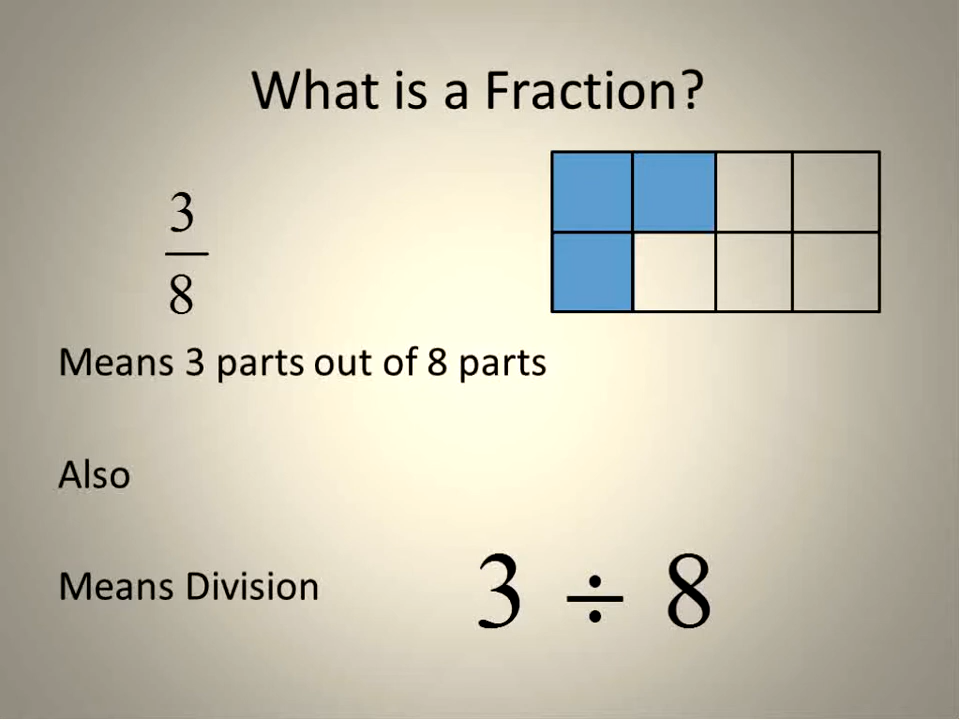 What is a Fraction?
3
8
Means 3 parts out of 8 parts
Also
Means Division
3 ÷ 8